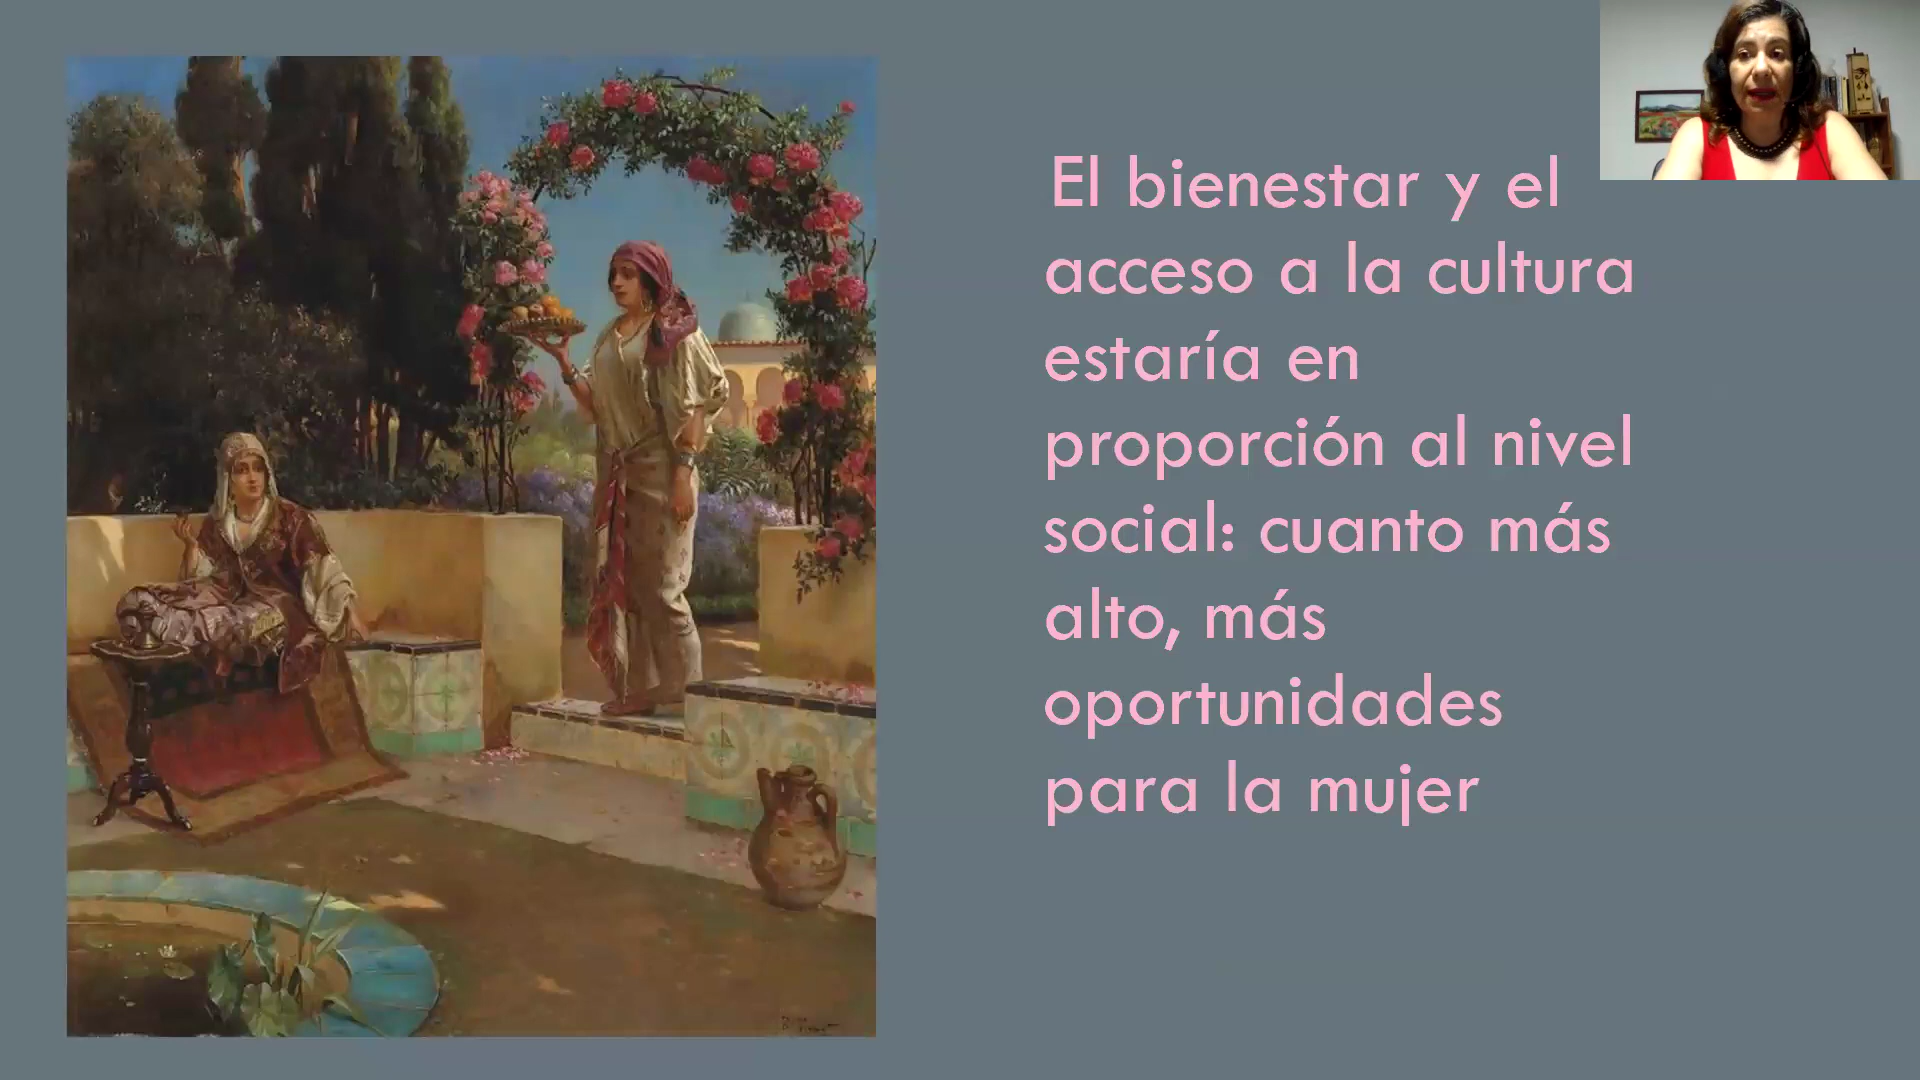 El bienestar y el
acceso a la cultura
estaría en
proporción al nivel
social: cuanto más
alto, más
oportunidades
para la mujer